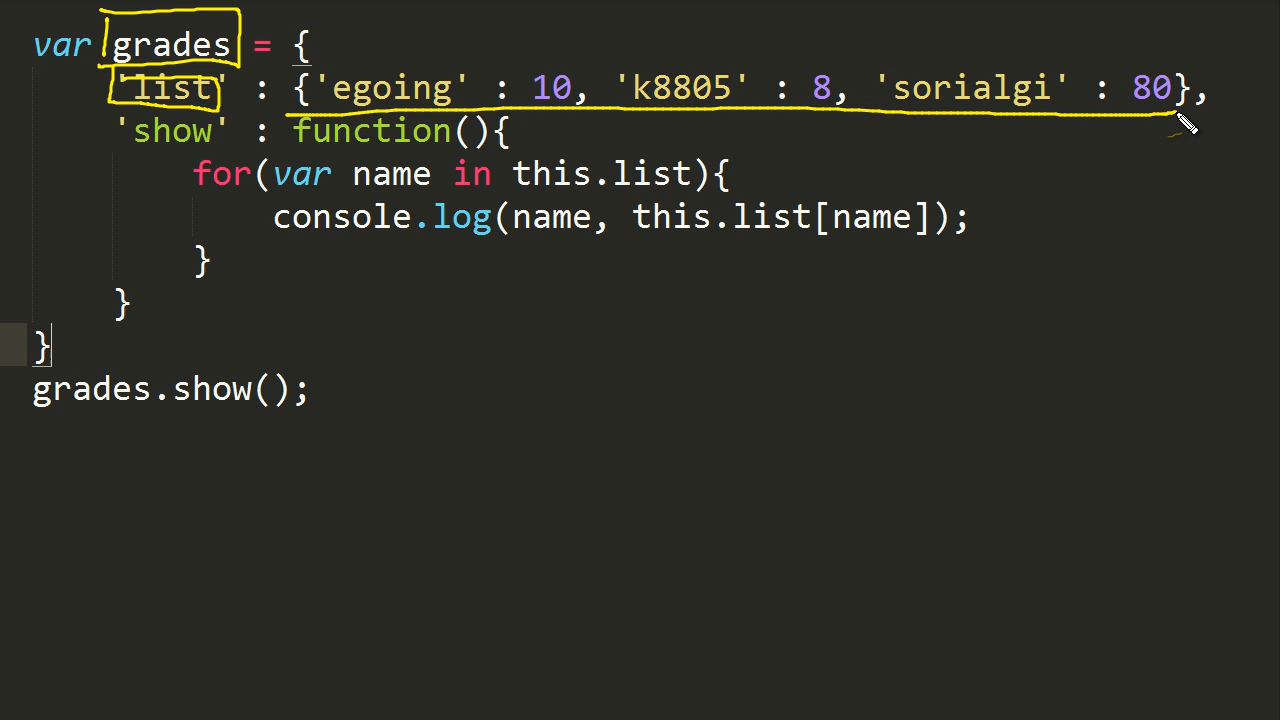 var grades = {
    'list' : {'egoing' : 10, 'k8805' : 8, 'sorialgi' : 80},
    'show' : function(){
        for(var name in this.list){
            console.log(name, this.list[name]);
        }
    }
}
grades.show();